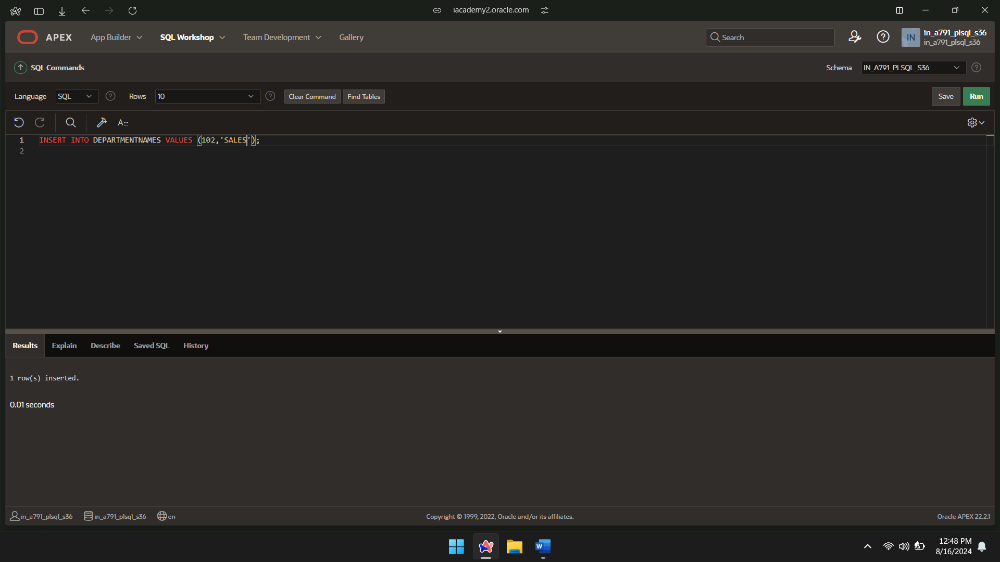 iacademy2.oracle.com
APEX App Builder SQL Workshop Team Development Gallery Search IN in_a791_plsql_s36
in_a791_plsql_s36
SQL Commands Schema IN_A791_PLSQL_S36
Language SQL Rows 10 Clear Command Find Tables Save Run
A::
1 INSERT INTO DEPARTMENTNAMES VALUES (102,'SALES');
2
Results Explain Describe Saved SQL History
1 row(s) inserted.
0.01 seconds
in_a791_plsql_s36 in_a791_plsql_s36 en Copyright © 1999, 2022, Oracle and/or its affiliates. Oracle APEX 22.2.1
W 12:48 PM
8/16/2024